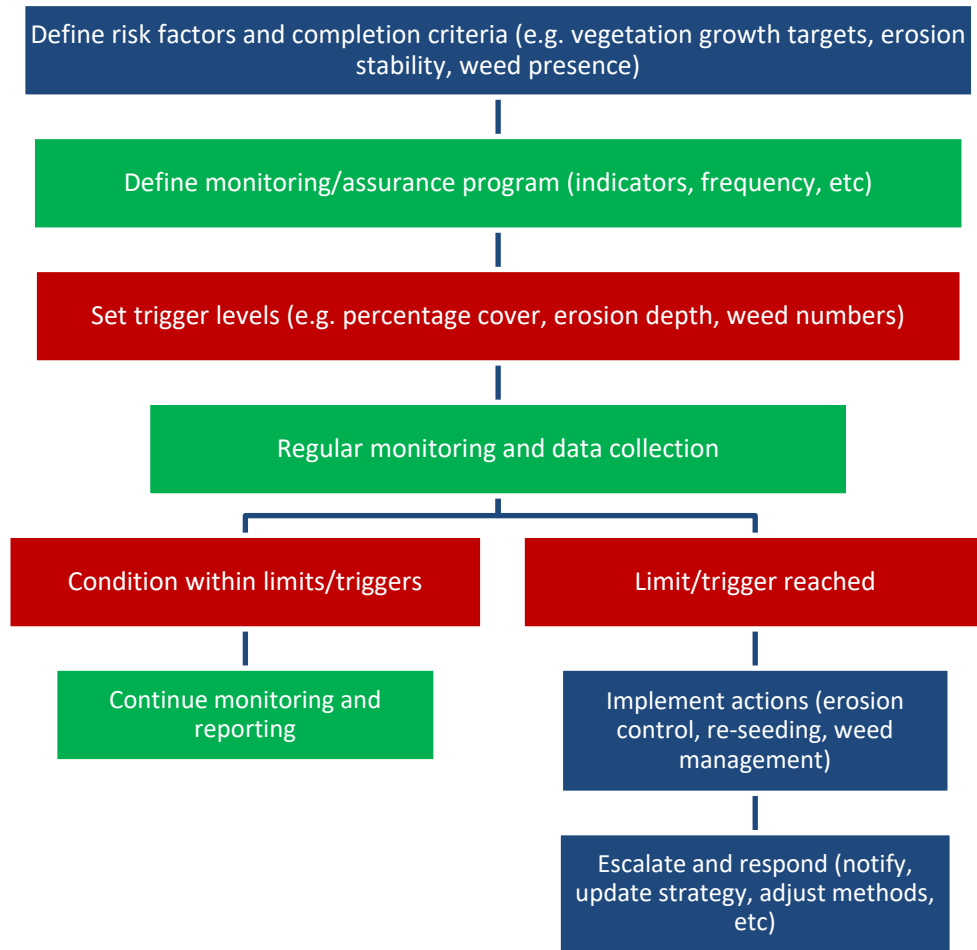 Define risk factors and completion criteria (e.g. vegetation growth targets, erosion
stability, weed presence)
Define monitoring/assurance program (indicators, frequency, etc)
Set trigger levels (e.g. percentage cover, erosion depth, weed numbers)
Regular monitoring and data collection
Condition within limits/triggers
Limit/trigger reached
Continue monitoring and
reporting
Implement actions (erosion
control, re-seeding, weed
management)
Escalate and respond (notify,
update strategy, adjust methods,
etc)